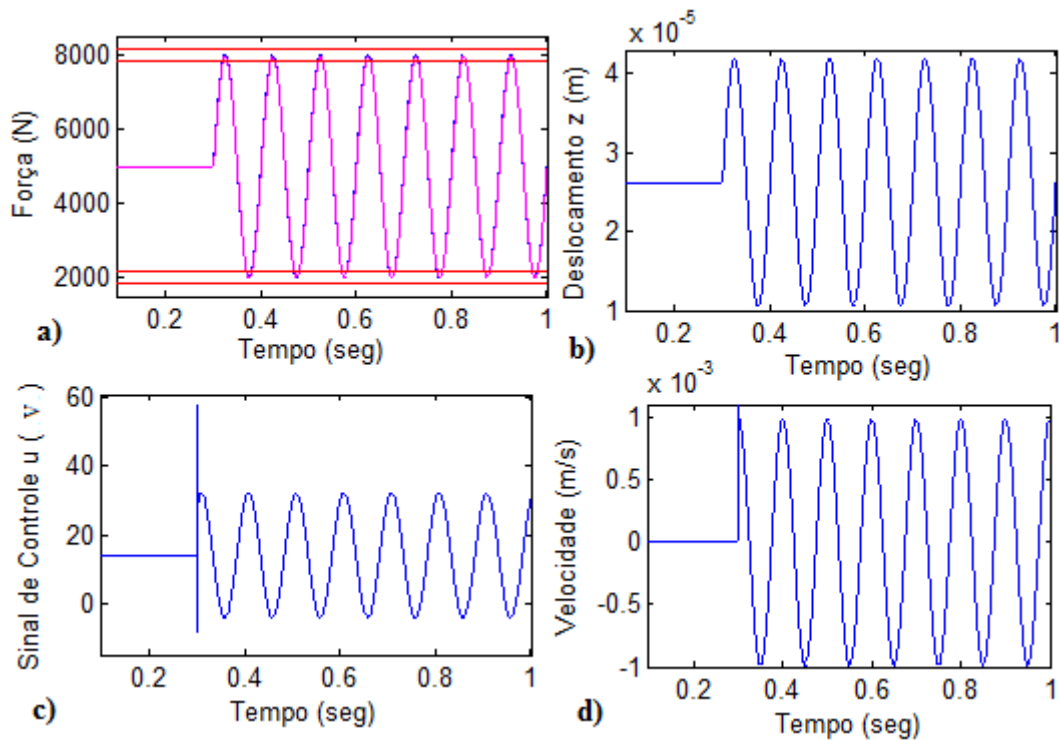 8000
6000
4000
2000
Força (N)
0.2 0.4 0.6 0.8 1
Tempo (seg)
a)
x 10⁻⁵
4
3
2
1
Deslocamento z (m)
0.2 0.4 0.6 0.8 1
Tempo (seg)
b)
60
40
20
0
Sinal de Controle u ( v )
0.2 0.4 0.6 0.8 1
Tempo (seg)
c)
x 10⁻³
1
0.5
0
-0.5
-1
Velocidade (m/s)
0.2 0.4 0.6 0.8 1
Tempo (seg)
d)